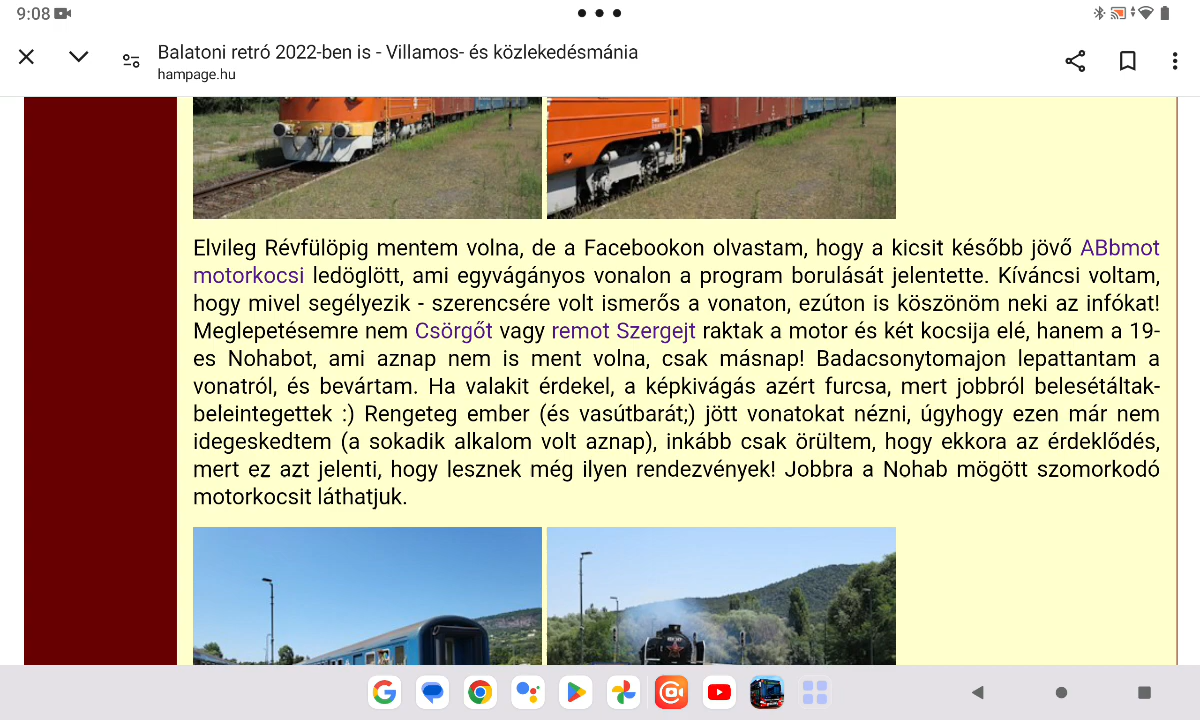 9:08
Balatoni retró 2022-ben is - Villamos- és közlekedésmánia
hampage.hu
Elvileg Révfülöpig mentem volna, de a Facebookon olvastam, hogy a kicsit később jövő ABbmot
motorkocsi ledöglött, ami egyvágányos vonalon a program borulását jelentette. Kíváncsi voltam,
hogy mivel segélyezik - szerencsére volt ismerős a vonaton, ezúton is köszönöm neki az infókat!
Meglepetésemre nem Csörgőt vagy remot Szergejt raktak a motor és két kocsija elé, hanem a 19-
es Nohabot, ami aznap nem is ment volna, csak másnap! Badacsonytomajon lepattantam a
vonatról, és bevártam. Ha valakit érdekel, a képkivágás azért furcsa, mert jobbról belesétáltak-
beleintegettek :) Rengeteg ember (és vasútbarát;) jött vonatokat nézni, úgyhogy ezen már nem
idegeskedtem (a sokadik alkalom volt aznap), inkább csak örültem, hogy ekkora az érdeklődés,
mert ez azt jelenti, hogy lesznek még ilyen rendezvények! Jobbra a Nohab mögött szomorkodó
motorkocsit láthatjuk.